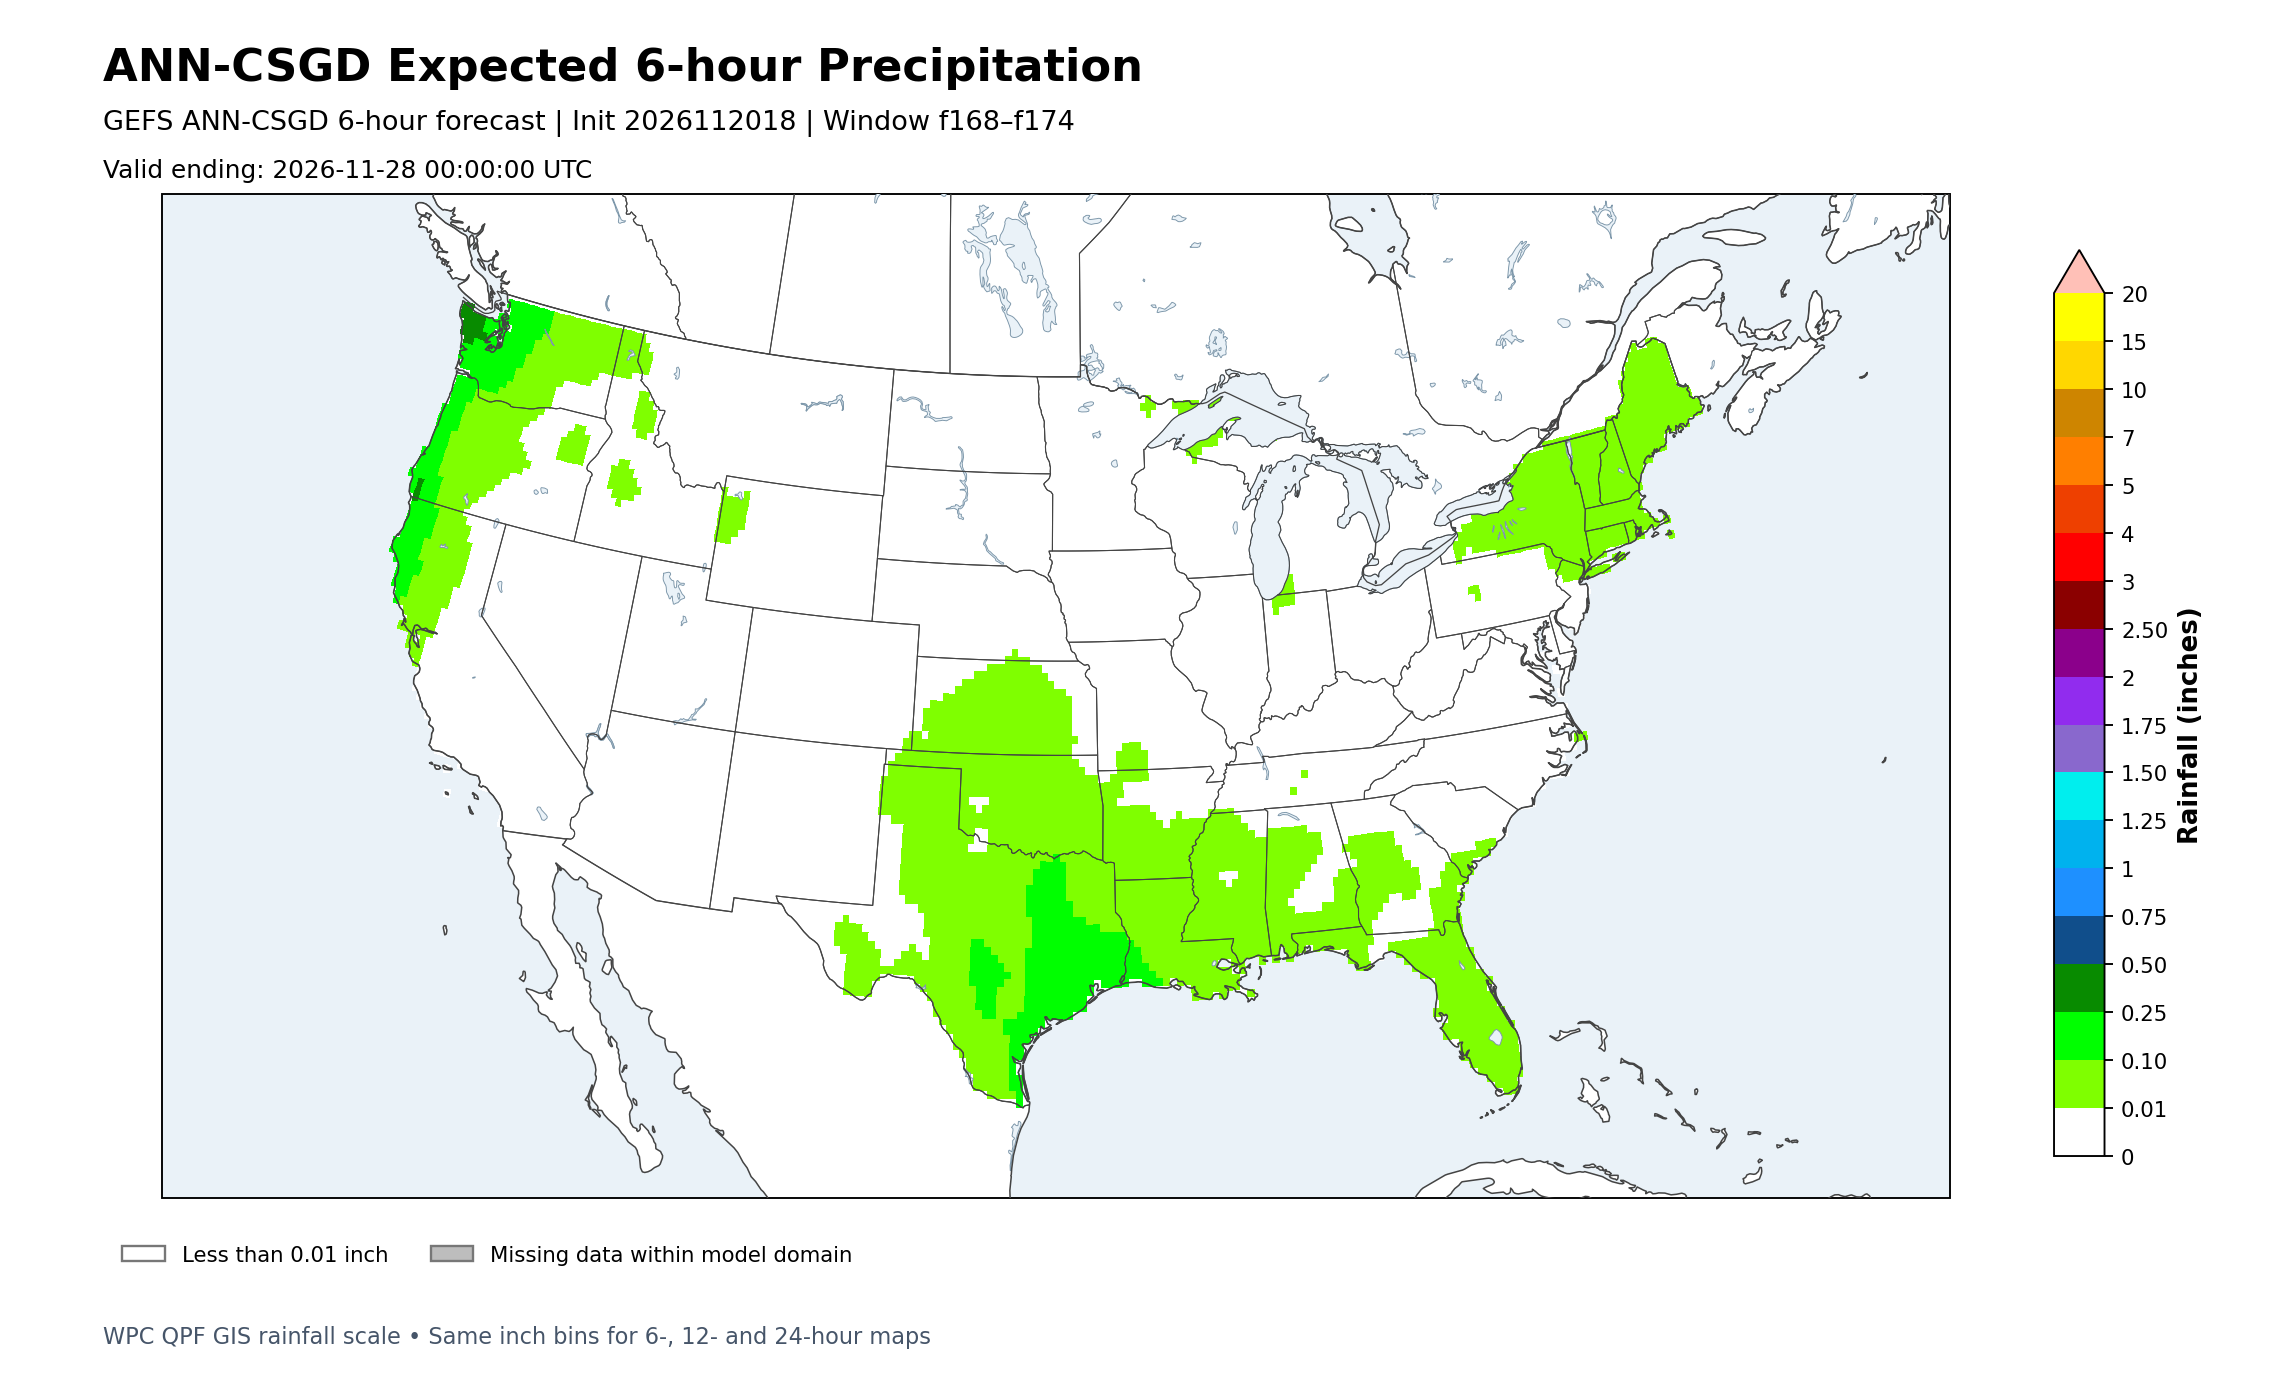 ANN-CSGD Expected 6-hour Precipitation
GEFS ANN-CSGD 6-hour forecast | Init 2026112018 | Window f168–f174
Valid ending: 2026-11-28 00:00:00 UTC
20
15
10
7
5
4
3
2.50
2
1.75
1.50
1.25
1
0.75
0.50
0.25
0.10
0.01
0
Rainfall (inches)
Less than 0.01 inch
Missing data within model domain
WPC QPF GIS rainfall scale • Same inch bins for 6-, 12- and 24-hour maps